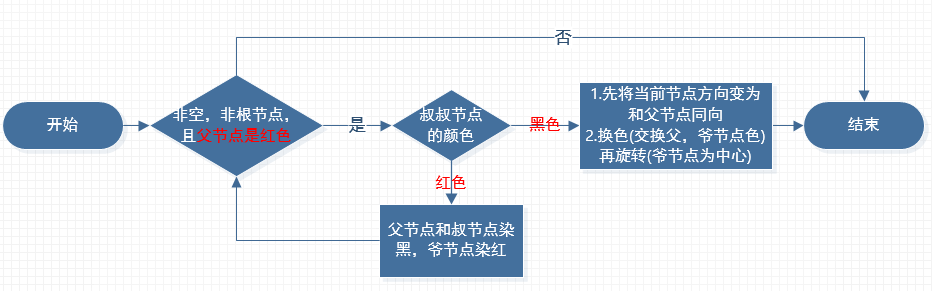 否
开始
非空，非根节点，
且父节点是红色
是
叔叔节点
的颜色
黑色
1.先将当前节点方向变为
和父节点同向
2.换色(交换父，爷节点色)
再旋转(爷节点为中心)
结束
红色
父节点和叔节点染
黑，爷节点染红